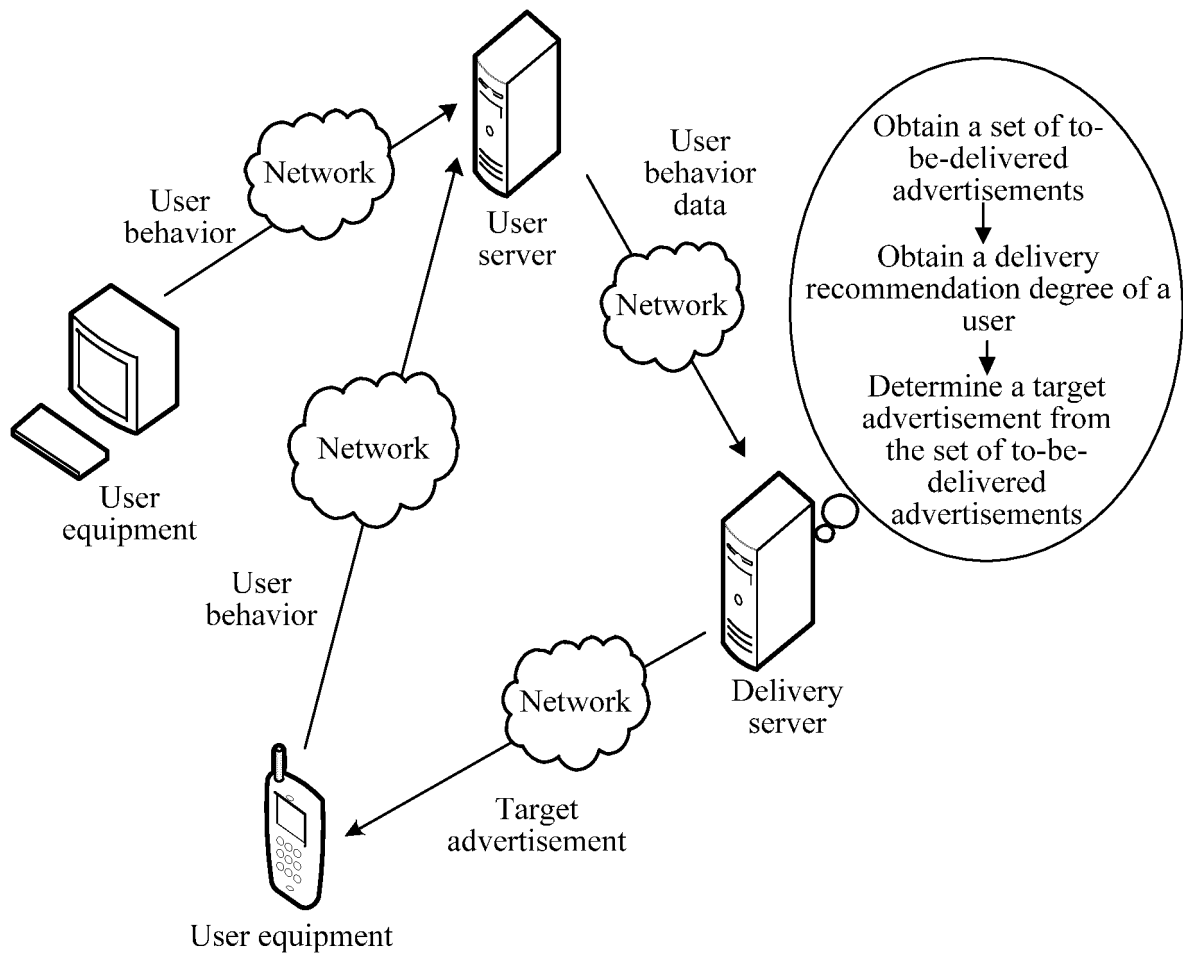 Network
User
behavior
User
equipment
User
server
User
behavior
data
Network
Obtain a set of to-
be-delivered
advertisements
Obtain a delivery
recommendation degree of a
user
Determine a target
advertisement from
the set of to-be-
delivered
advertisements
Network
User
behavior
Delivery
server
Network
Target
advertisement
User equipment